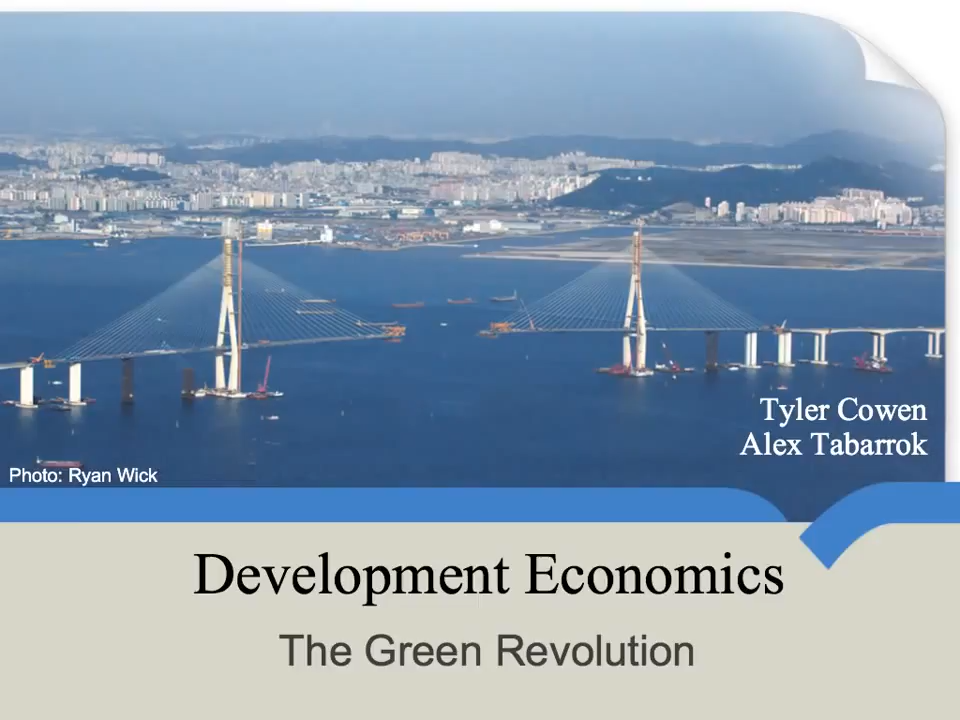 Tyler Cowen
Alex Tabarrok
Photo: Ryan Wick
Development Economics
The Green Revolution